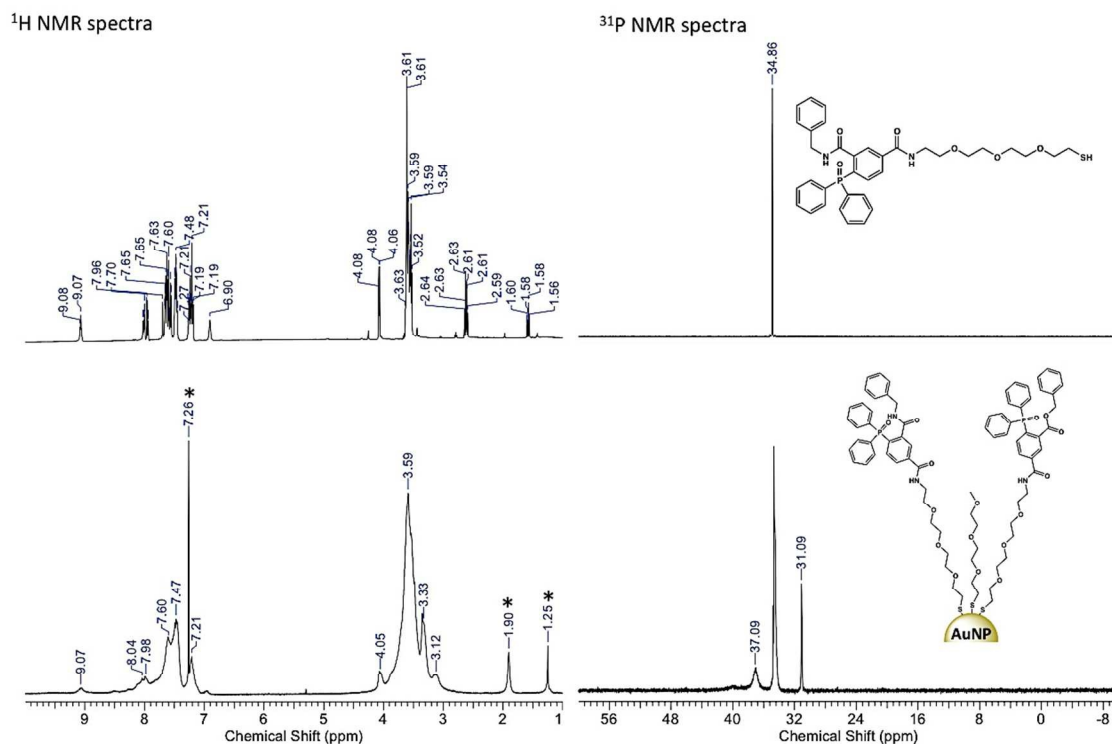 ¹H NMR spectra
³¹P NMR spectra
9.08
9.07
7.96
7.70
7.65
7.65
7.63
7.60
7.27
7.21
7.48
7.21
7.19
7.19
6.90
4.08
4.08
4.06
3.63
3.61
3.61
3.59
3.59
3.54
3.52
2.64
2.63
2.63
2.61
2.61
2.59
1.60
1.58
1.58
1.56
34.86
O
O
N
H
N
H
O
O
O
SH
P
O
9.07
8.04
7.98
7.60
7.47
7.26 *
7.21
4.05
3.59
3.33
3.12
1.90 *
1.25 *
9 8 7 6 5 4 3 2 1
Chemical Shift (ppm)
37.09
31.09
AuNP
56 48 40 32 24 16 8 0 -8
Chemical Shift (ppm)